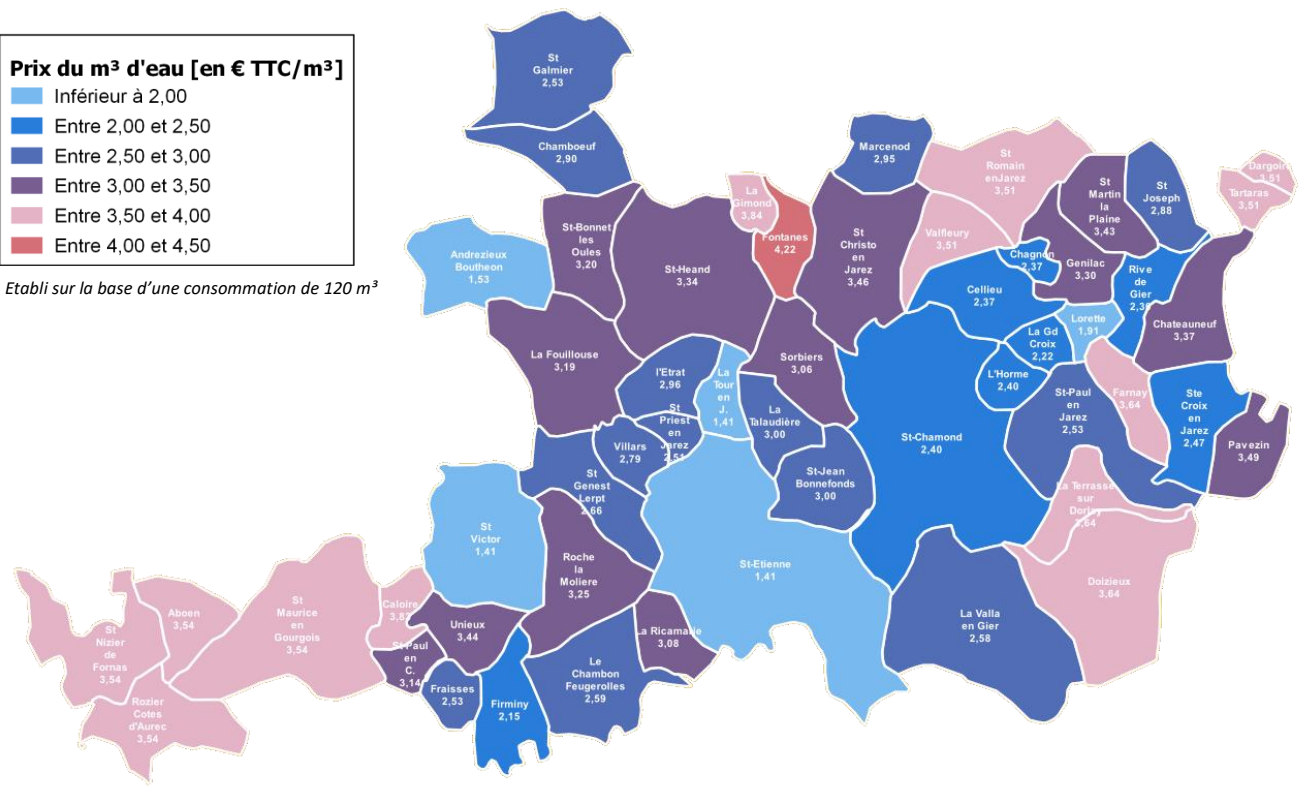 Prix du m³ d'eau [en € TTC/m³]
Inférieur à 2,00
Entre 2,00 et 2,50
Entre 2,50 et 3,00
Entre 3,00 et 3,50
Entre 3,50 et 4,00
Entre 4,00 et 4,50
Etabli sur la base d'une consommation de 120 m³
St
Galmier
2,53
Chamboeuf
2,90
Andrezieux
Boutheon
1,53
St-Bonnet
les
Oules
3,20
St-Heand
3,34
La
Gimond
3,84
Fontanes
4,22
Marcenod
2,95
St
Christo
en
Jarez
3,46
St
Romain
enJarez
3,51
Valfleury
3,51
St
Martin
la
Plaine
3,43
St
Joseph
2,88
Dargoire
3,51
Tartaras
3,51
Chagnon
2,37
Genilac
3,30
Rive
de
Gier
2,36
Cellieu
2,37
Lorette
1,91
Chateauneuf
3,37
La Gd
Croix
2,22
L'Horme
2,40
La Fouillouse
3,19
l'Etrat
2,96
La
Tour
en
J.
1,41
Sorbiers
3,06
St
Priest
en
Jarez
2,51
La
Talaudière
3,00
Villars
2,79
St
Genest
Lerpt
2,66
St-Jean
Bonnefonds
3,00
St-Chamond
2,40
St-Paul
en
Jarez
2,53
Farnay
3,64
Ste
Croix
en
Jarez
2,47
Pavezin
3,49
La Terrasse
sur
Dorlay
3,64
Doizieux
3,64
La Valla
en Gier
2,58
St
Victor
1,41
Roche
la
Moliere
3,25
St-Etienne
1,41
St
Nizier
de
Fornas
3,54
Aboen
3,54
St
Maurice
en
Gourgois
3,54
Caloire
3,83
Unieux
3,44
St-Paul
en
C.
3,14
La Ricamarie
3,08
Rozier
Cotes
d'Aurec
3,54
Fraisses
2,53
Firminy
2,15
Le
Chambon
Feugerolles
2,59